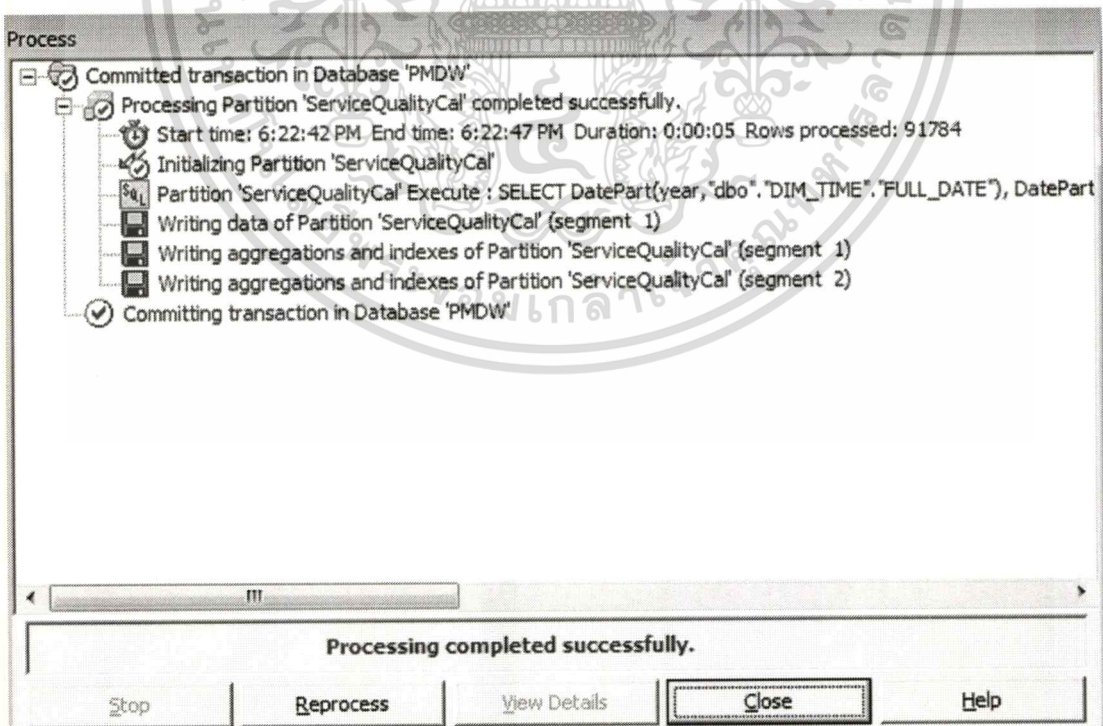 Process
Committed transaction in Database 'PMDW'
Processing Partition 'ServiceQualityCal' completed successfully.
Start time: 6:22:42 PM End time: 6:22:47 PM Duration: 0:00:05 Rows processed: 91784
Initializing Partition 'ServiceQualityCal'
SQL Partition 'ServiceQualityCal' Execute : SELECT DatePart(year,"dbo"."DIM_TIME"."FULL_DATE"), DatePart
Writing data of Partition 'ServiceQualityCal' (segment 1)
Writing aggregations and indexes of Partition 'ServiceQualityCal' (segment 1)
Writing aggregations and indexes of Partition 'ServiceQualityCal' (segment 2)
Committing transaction in Database 'PMDW'
Processing completed successfully.
Stop Reprocess View Details Close Help